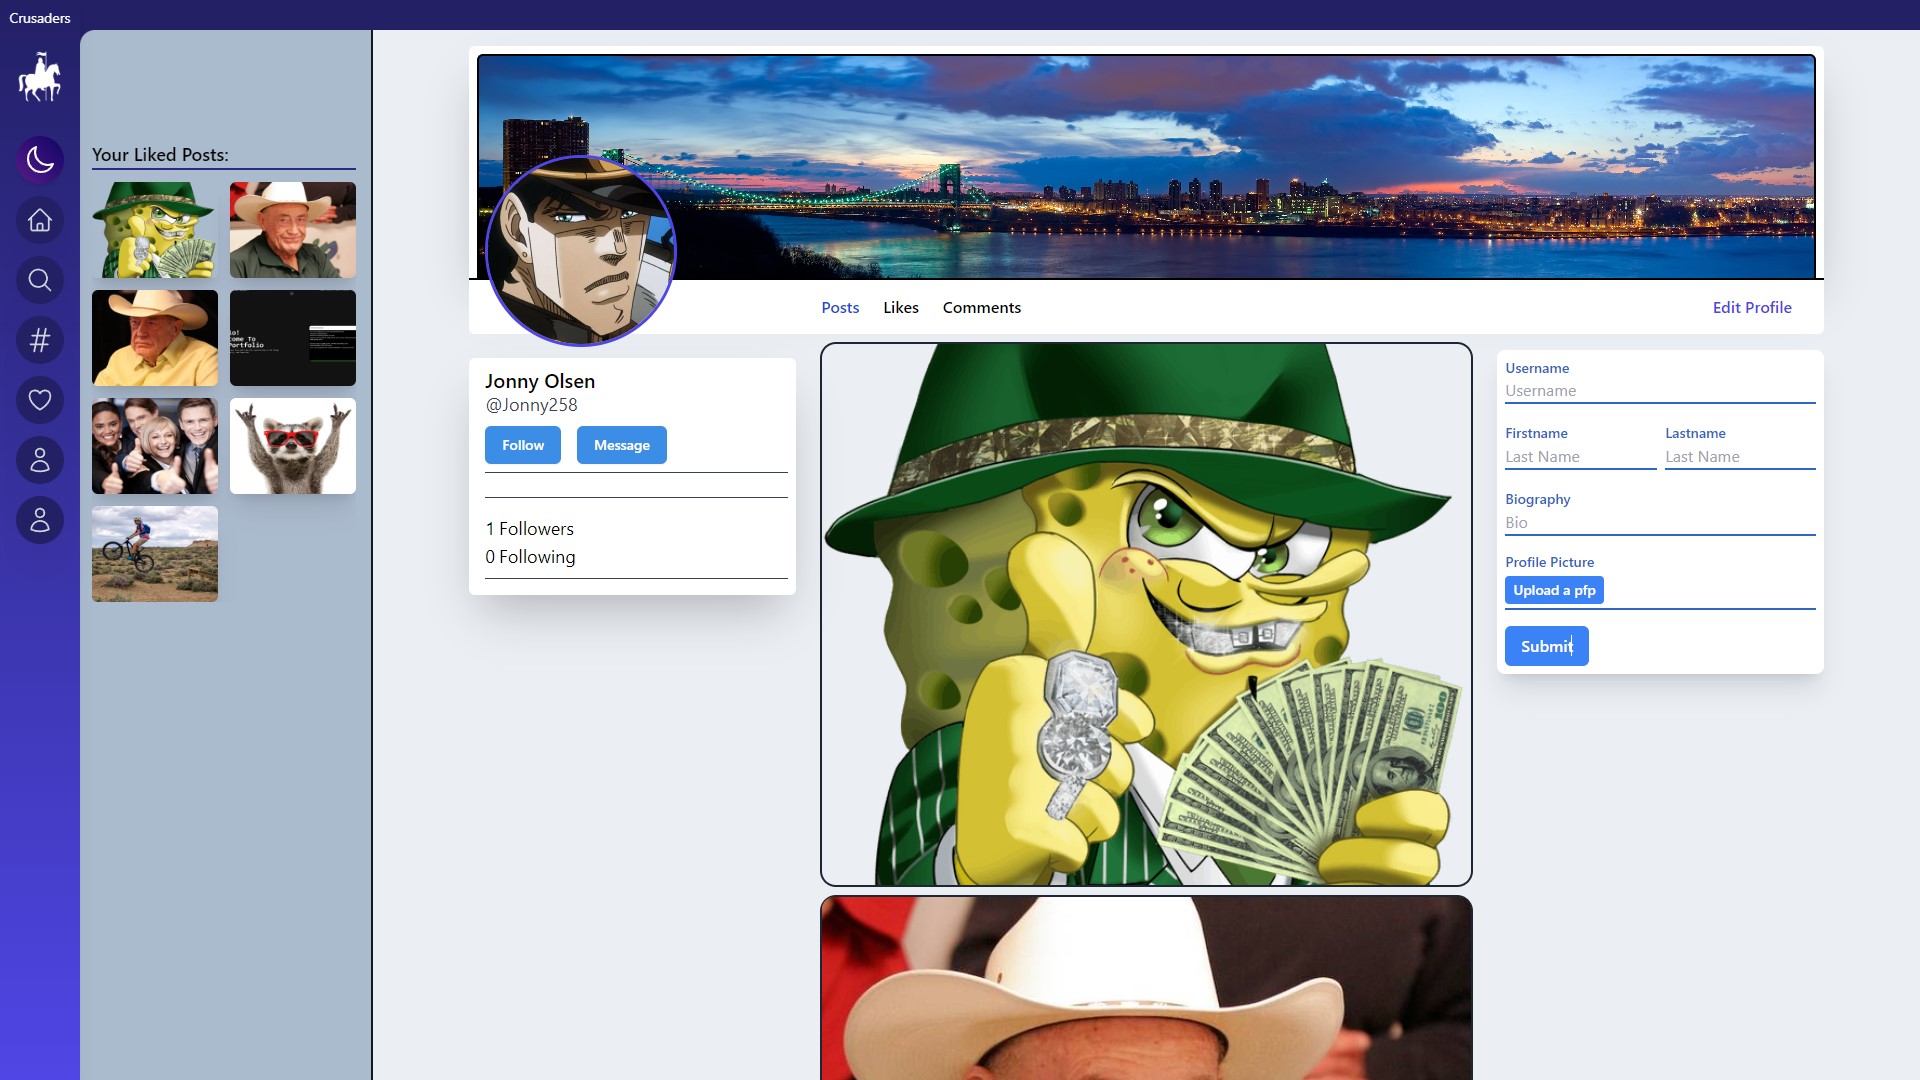 Crusaders
Your Liked Posts:
Posts
Likes
Comments
Edit Profile
Jonny Olsen
@Jonny258
Follow
Message
1 Followers
0 Following
Username
Username
Firstname
Lastname
Last Name
Last Name
Biography
Bio
Profile Picture
Upload a pfp
Submit
100